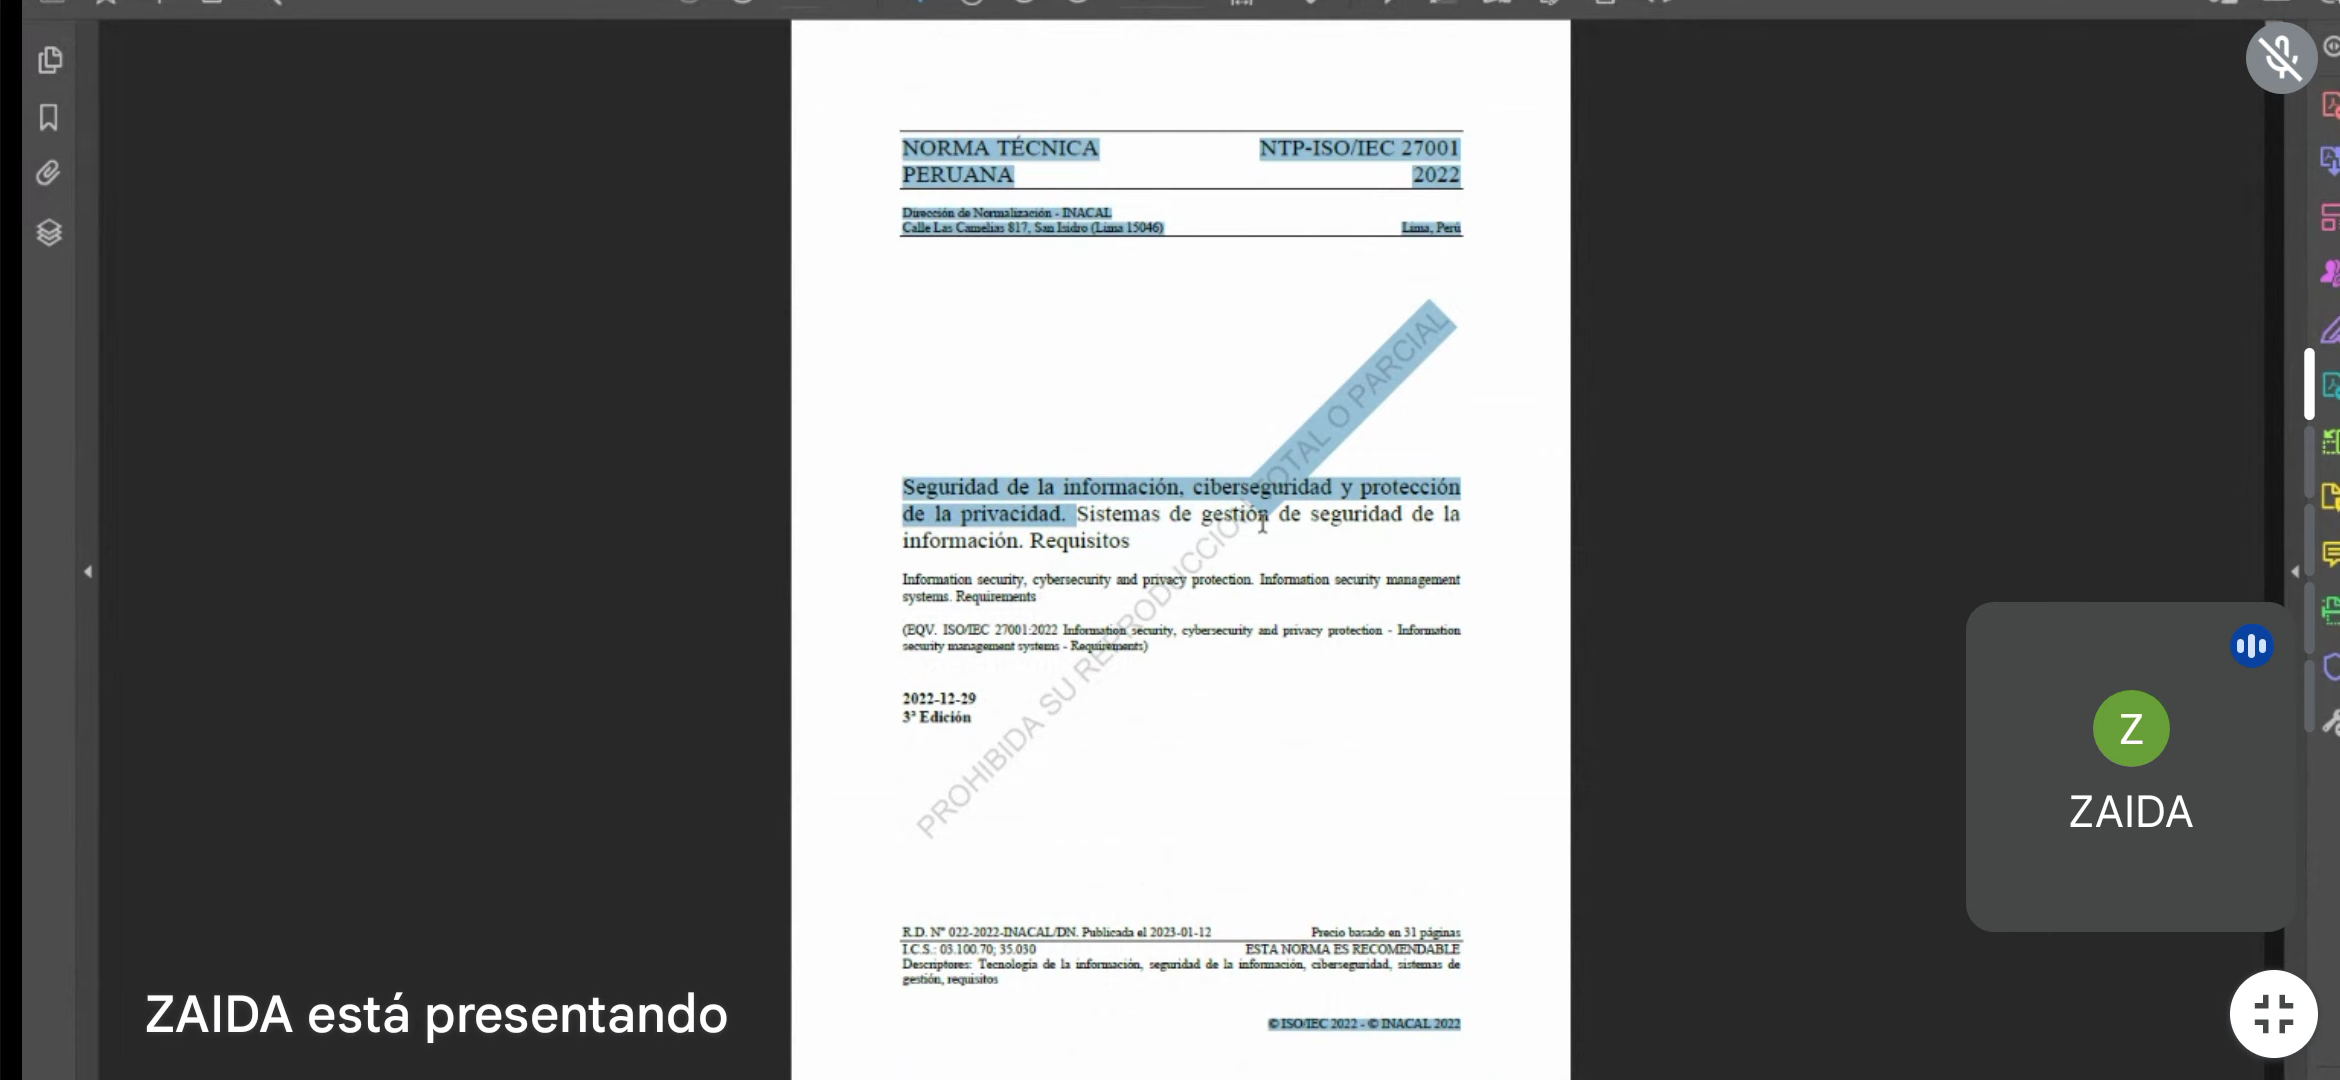 NORMA TÉCNICA NTP-ISO/IEC 27001
PERUANA 2022
Dirección de Normalización - INACAL
Calle Las Camelias 817, San Isidro (Lima 15046) Lima, Perú
PROHIBIDA SU REPRODUCCIÓN TOTAL O PARCIAL
Seguridad de la información, ciberseguridad y protección
de la privacidad. Sistemas de gestión de seguridad de la
información. Requisitos
Information security, cybersecurity and privacy protection. Information security management
systems. Requirements
(EQV. ISO/IEC 27001:2022 Information security, cybersecurity and privacy protection - Information
security management systems - Requirements)
2022-12-29
3ª Edición
R.D. N° 022-2022-INACAL/DN. Publicada el 2023-01-12 Precio basado en 31 páginas
I.C.S.: 03.100.70; 35.030 ESTA NORMA ES RECOMENDABLE
Descriptores: Tecnología de la información, seguridad de la información, ciberseguridad, sistemas de
gestión, requisitos
© ISO/IEC 2022 - © INACAL 2022
Z
ZAIDA
ZAIDA está presentando